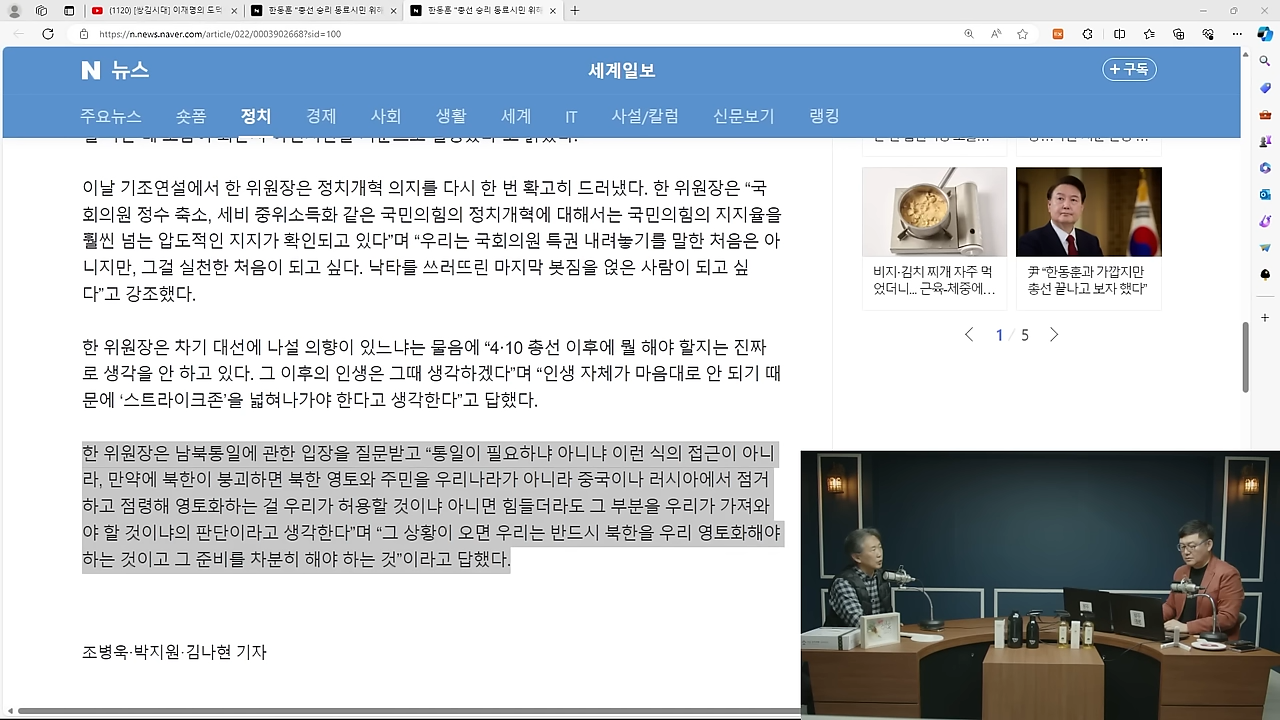 (1120) [쌍김시대] 이재명의 도덕
한동훈 "총선 승리 동료시민 위해
한동훈 "총선 승리 동료시민 위해
https://n.news.naver.com/article/022/0003902668?sid=100
N 뉴스
세계일보
+ 구독
주요뉴스 숏폼 정치 경제 사회 생활 세계 IT 사설/칼럼 신문보기 랭킹
이날 기조연설에서 한 위원장은 정치개혁 의지를 다시 한 번 확고히 드러냈다. 한 위원장은 “국
회의원 정수 축소, 세비 중위소득화 같은 국민의힘의 정치개혁에 대해서는 국민의힘의 지지율을
훨씬 넘는 압도적인 지지가 확인되고 있다”며 “우리는 국회의원 특권 내려놓기를 말한 처음은 아
니지만, 그걸 실천한 처음이 되고 싶다. 낙타를 쓰러뜨린 마지막 봇짐을 얹은 사람이 되고 싶
다”고 강조했다.
한 위원장은 차기 대선에 나설 의향이 있느냐는 물음에 “4·10 총선 이후에 뭘 해야 할지는 진짜
로 생각을 안 하고 있다. 그 이후의 인생은 그때 생각하겠다”며 “인생 자체가 마음대로 안 되기 때
문에 ‘스트라이크존’을 넓혀나가야 한다고 생각한다”고 답했다.
한 위원장은 남북통일에 관한 입장을 질문받고 “통일이 필요하냐 아니냐 이런 식의 접근이 아니
라, 만약에 북한이 붕괴하면 북한 영토와 주민을 우리나라가 아니라 중국이나 러시아에서 점거
하고 점령해 영토화하는 걸 우리가 허용할 것이냐 아니면 힘들더라도 그 부분을 우리가 가져와
야 할 것이냐의 판단이라고 생각한다”며 “그 상황이 오면 우리는 반드시 북한을 우리 영토화해야
하는 것이고 그 준비를 차분히 해야 하는 것”이라고 답했다.
조병욱·박지원·김나현 기자
비지·김치 찌개 자주 먹
었더니... 근육·체중에…
尹 “한동훈과 가깝지만
총선 끝나고 보자 했다”
1 / 5